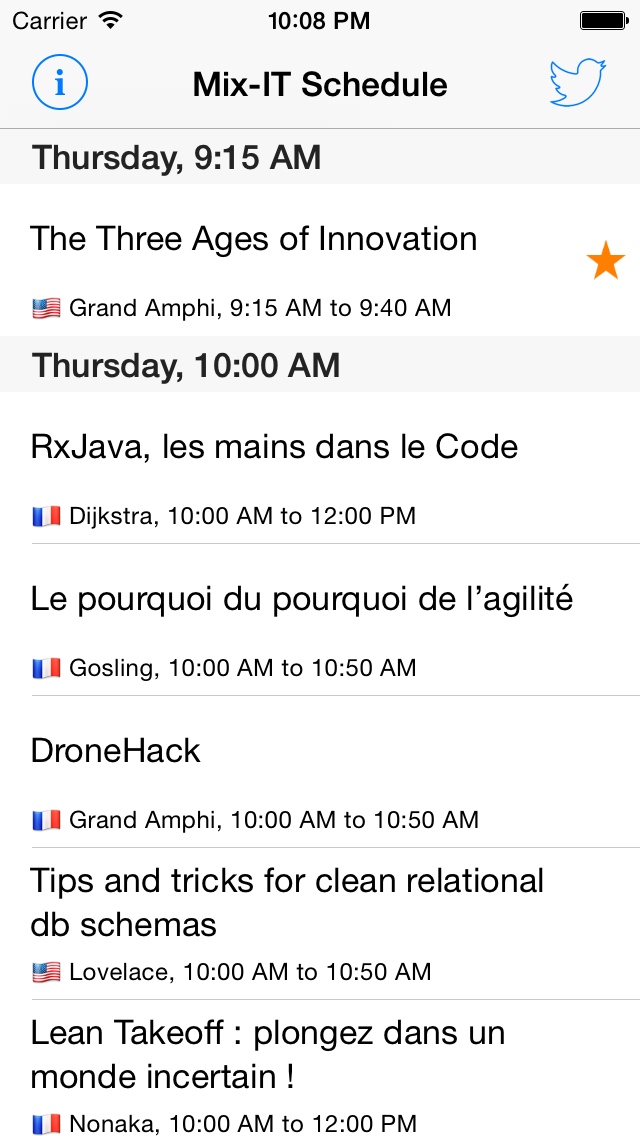 Carrier 10:08 PM
i Mix-IT Schedule
Thursday, 9:15 AM
The Three Ages of Innovation
Grand Amphi, 9:15 AM to 9:40 AM
Thursday, 10:00 AM
RxJava, les mains dans le Code
Dijkstra, 10:00 AM to 12:00 PM
Le pourquoi du pourquoi de l’agilité
Gosling, 10:00 AM to 10:50 AM
DroneHack
Grand Amphi, 10:00 AM to 10:50 AM
Tips and tricks for clean relational
db schemas
Lovelace, 10:00 AM to 10:50 AM
Lean Takeoff : plongez dans un
monde incertain !
Nonaka, 10:00 AM to 12:00 PM